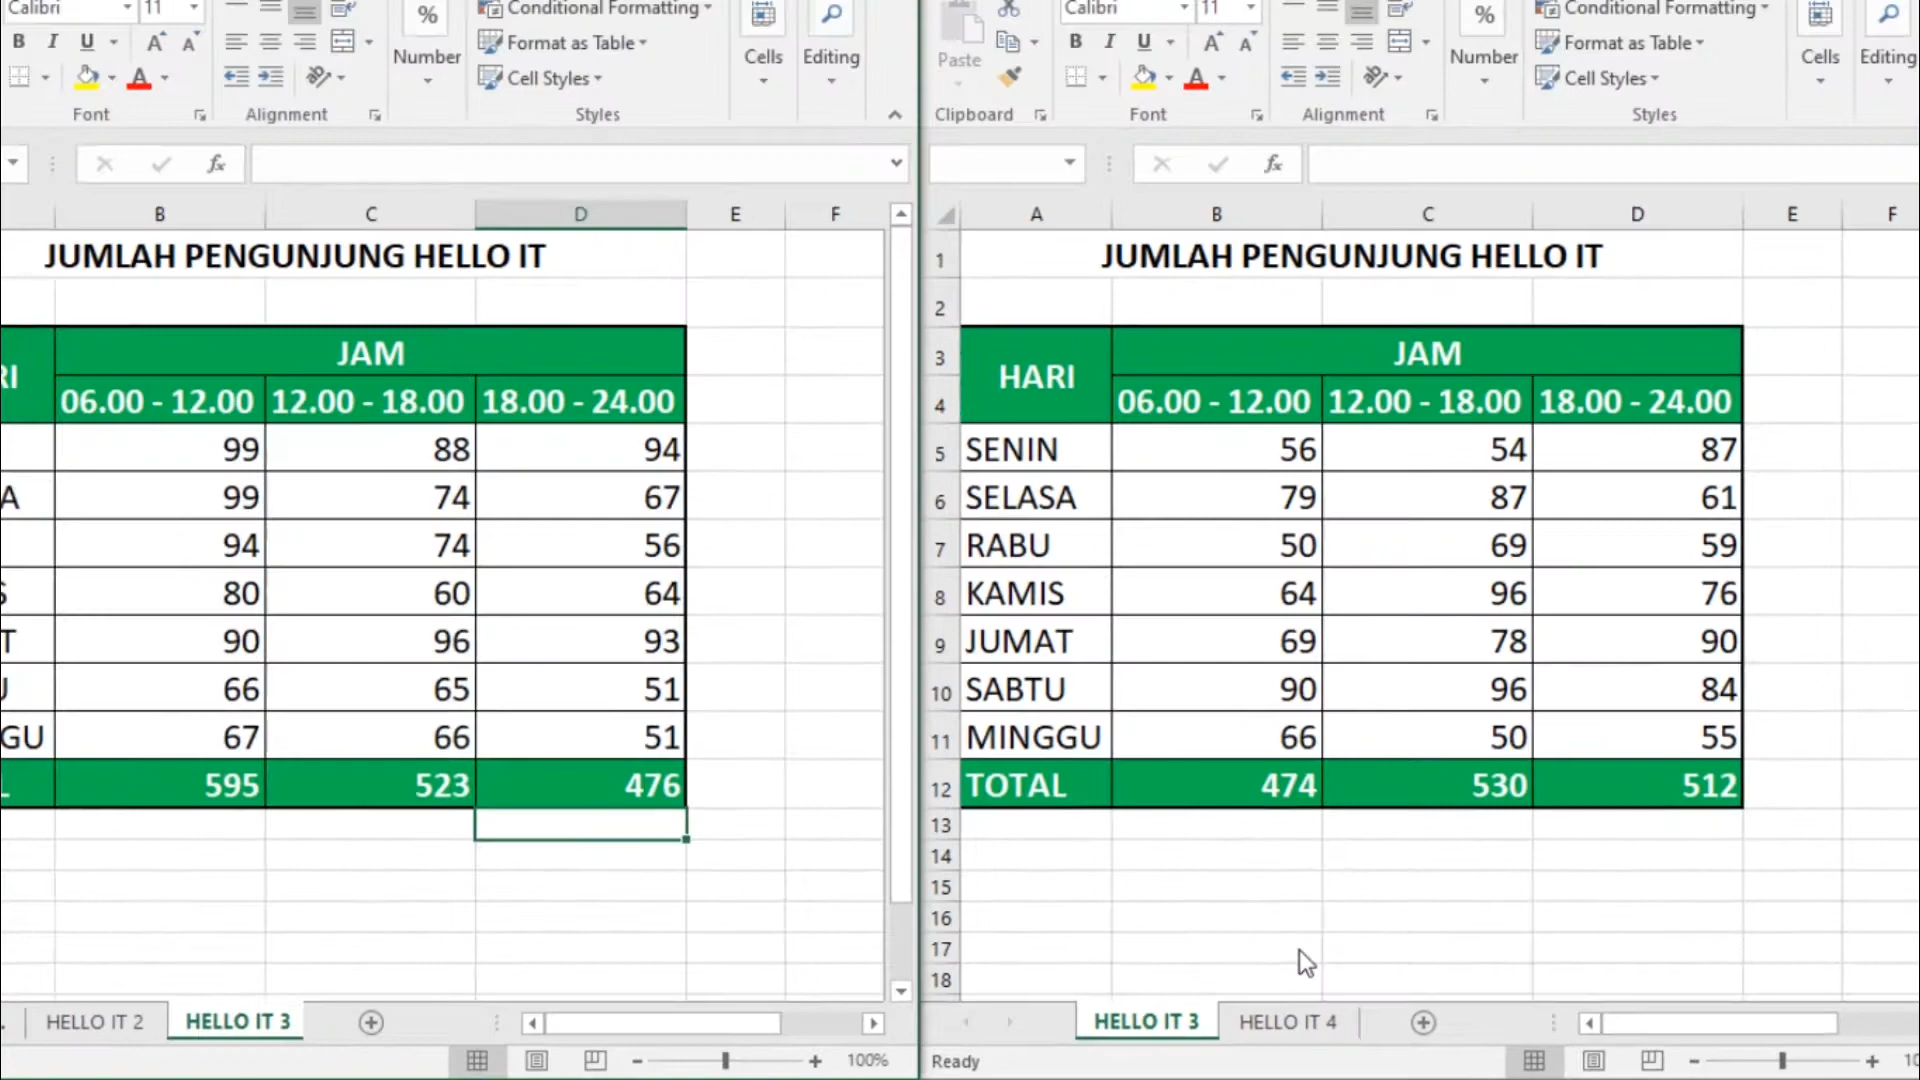 Calibri 11
Conditional Formatting
B I U A A % Format as Table
Number Cells Editing
Cell Styles
Font Alignment Styles
fx
B C D E F
JUMLAH PENGUNJUNG HELLO IT
RI JAM
06.00 - 12.00 12.00 - 18.00 18.00 - 24.00
99 88 94
A 99 74 67
94 74 56
S 80 60 64
T 90 96 93
U 66 65 51
GU 67 66 51
L 595 523 476
HELLO IT 2 HELLO IT 3
100%
Calibri 11
Conditional Formatting
Paste B I U A A % Format as Table
Number Cells Editing
Cell Styles
Clipboard Font Alignment Styles
fx
A B C D E F
1 JUMLAH PENGUNJUNG HELLO IT
2
3 HARI JAM
4 06.00 - 12.00 12.00 - 18.00 18.00 - 24.00
5 SENIN 56 54 87
6 SELASA 79 87 61
7 RABU 50 69 59
8 KAMIS 64 96 76
9 JUMAT 69 78 90
10 SABTU 90 96 84
11 MINGGU 66 50 55
12 TOTAL 474 530 512
13
14
15
16
17
18
HELLO IT 3 HELLO IT 4
Ready 10